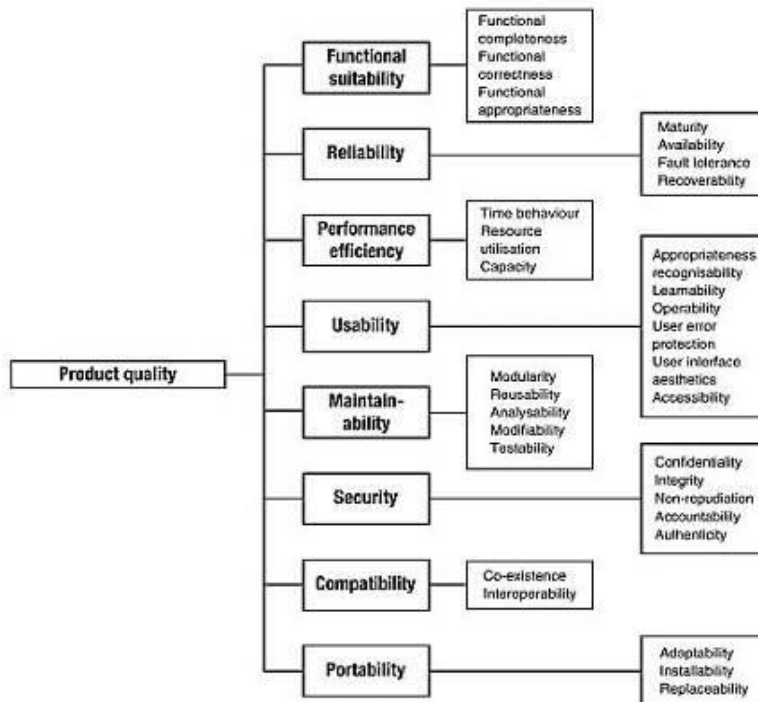 Product quality
Functional
suitability
Functional
completeness
Functional
correctness
Functional
appropriateness
Reliability
Maturity
Availability
Fault tolerance
Recoverability
Performance
efficiency
Time behaviour
Resource
utilisation
Capacity
Usability
Appropriateness
recognisability
Learnability
Operability
User error
protection
User interface
aesthetics
Accessibility
Maintain-
ability
Modularity
Reusability
Analysability
Modifiability
Testability
Security
Confidentiality
Integrity
Non-repudiation
Accountability
Authenticity
Compatibility
Co-existence
Interoperability
Portability
Adaptability
Installability
Replaceability